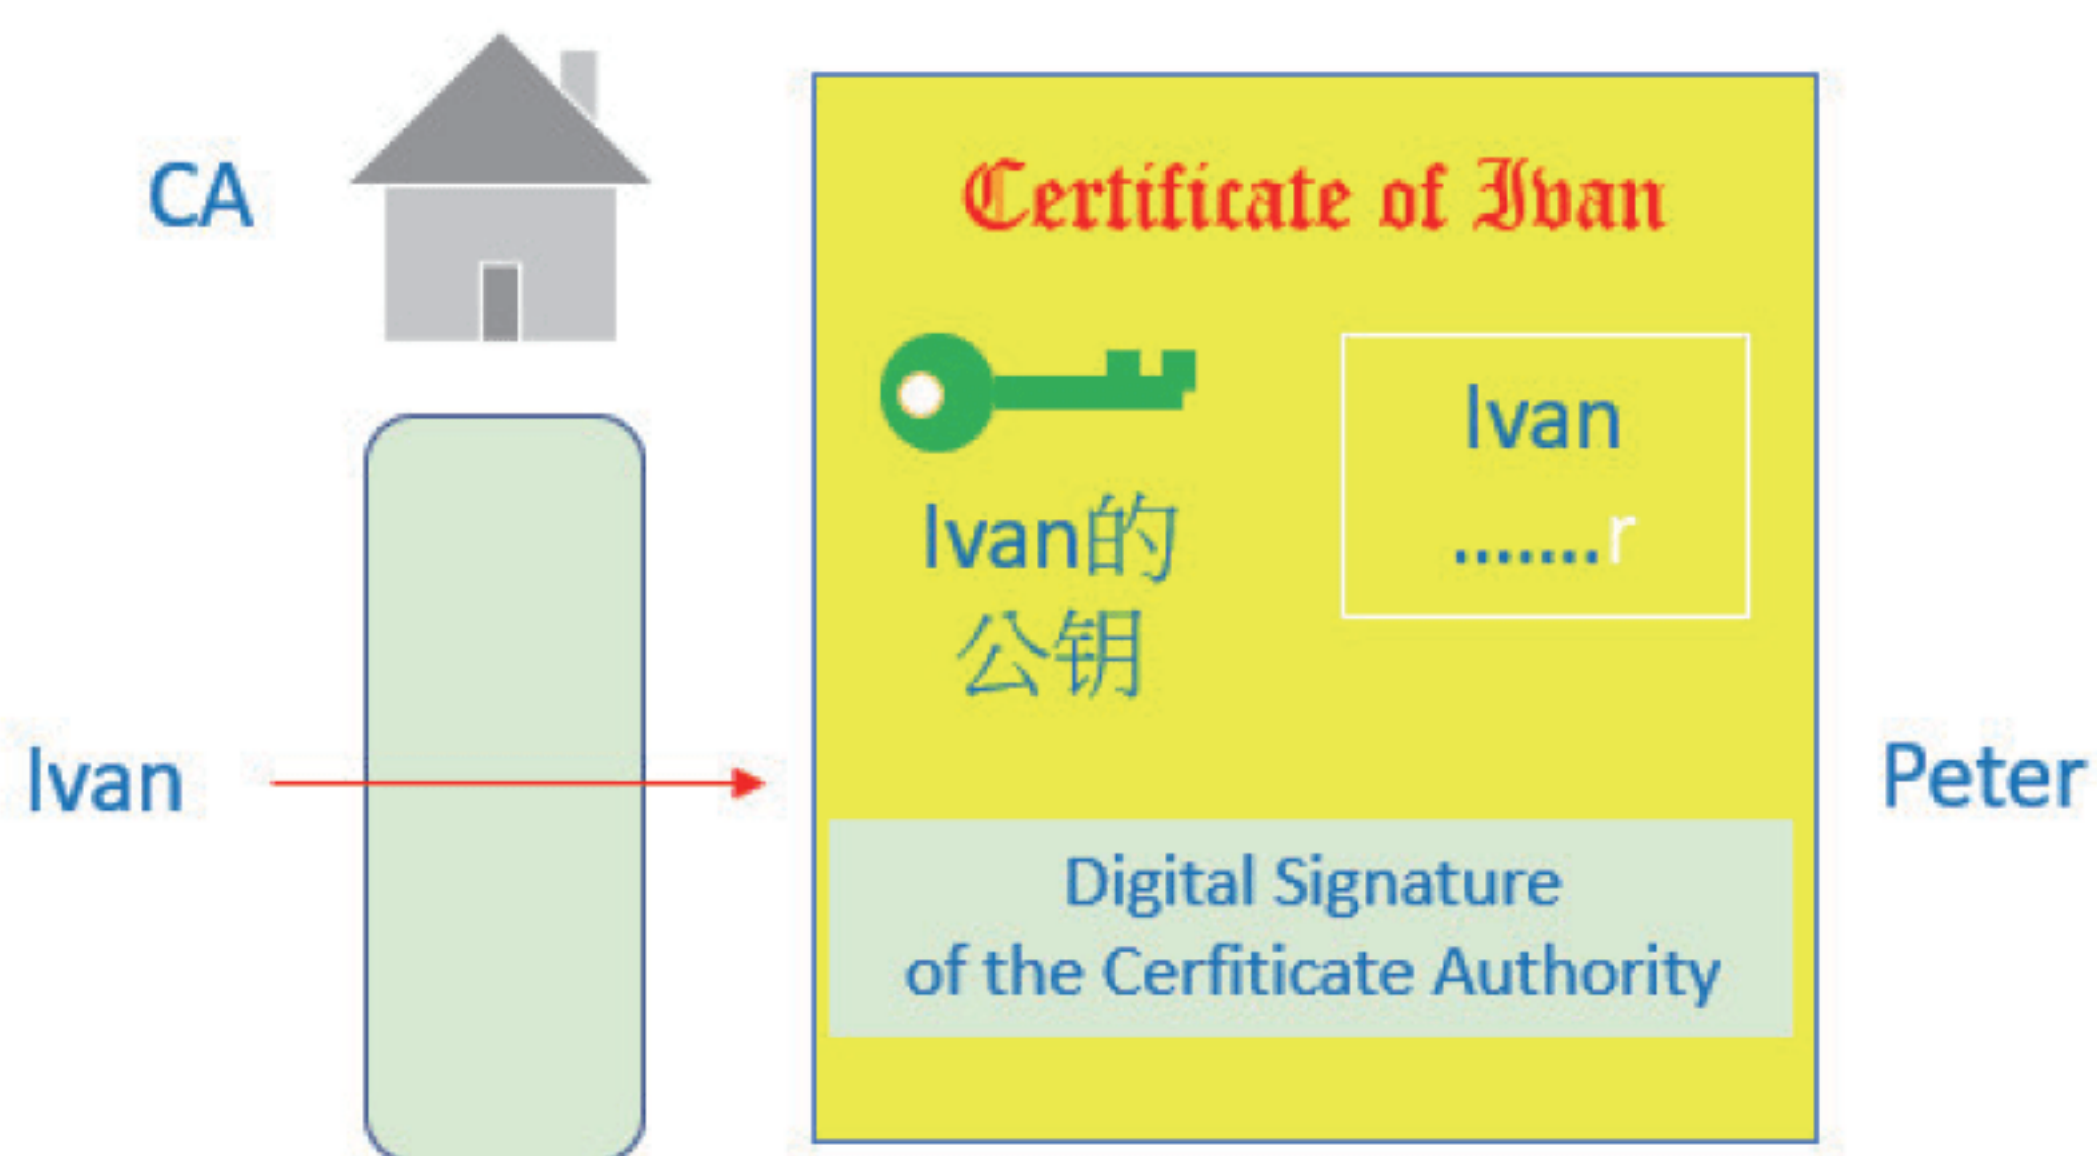 CA
Certificate of Ivan
Ivan的
公钥
Ivan
.......r
Ivan
Peter
Digital Signature
of the Cerfiticate Authority